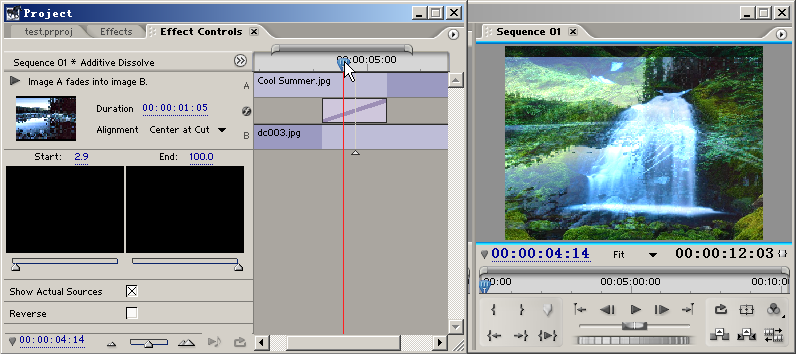 Project
test.prproj
Effects
Effect Controls
Sequence 01 * Additive Dissolve
Image A fades into image B.
Duration 00:00:01:05
Alignment Center at Cut
Start: 2.9
End: 100.0
Show Actual Sources
Reverse
00:00:04:14
00:00:05:00
A
Cool Summer.jpg
B
dc003.jpg
Sequence 01
00:00:04:14
Fit
00:00:12:03
00:00
00:05:00:00
00:10:0